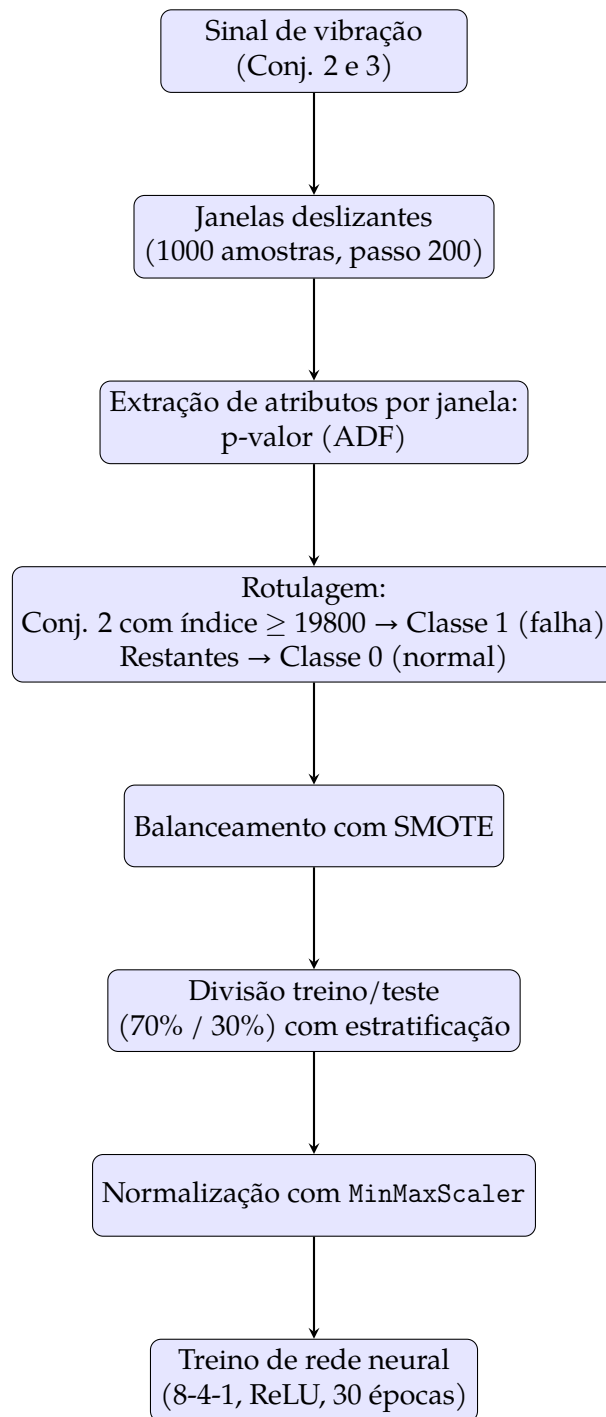 Sinal de vibração
(Conj. 2 e 3)
Janelas deslizantes
(1000 amostras, passo 200)
Extração de atributos por janela:
p-valor (ADF)
Rotulagem:
Conj. 2 com índice ≥ 19800 → Classe 1 (falha)
Restantes → Classe 0 (normal)
Balanceamento com SMOTE
Divisão treino/teste
(70% / 30%) com estratificação
Normalização com MinMaxScaler
Treino de rede neural
(8-4-1, ReLU, 30 épocas)